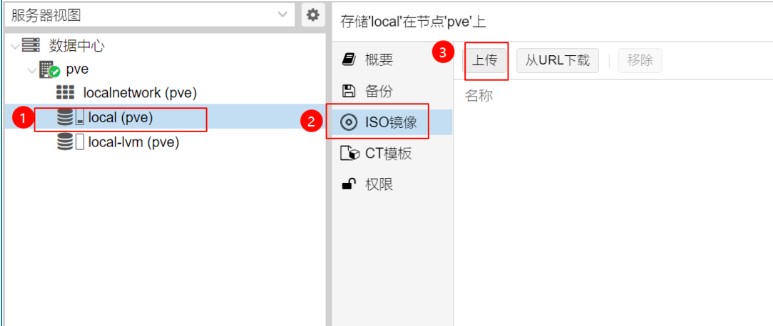 服务器视图
数据中心
pve
localnetwork (pve)
1 local (pve)
local-lvm (pve)
存储'local'在节点'pve'上
概要
备份
2 ISO镜像
CT模板
权限
3 上传 从URL下载 移除
名称